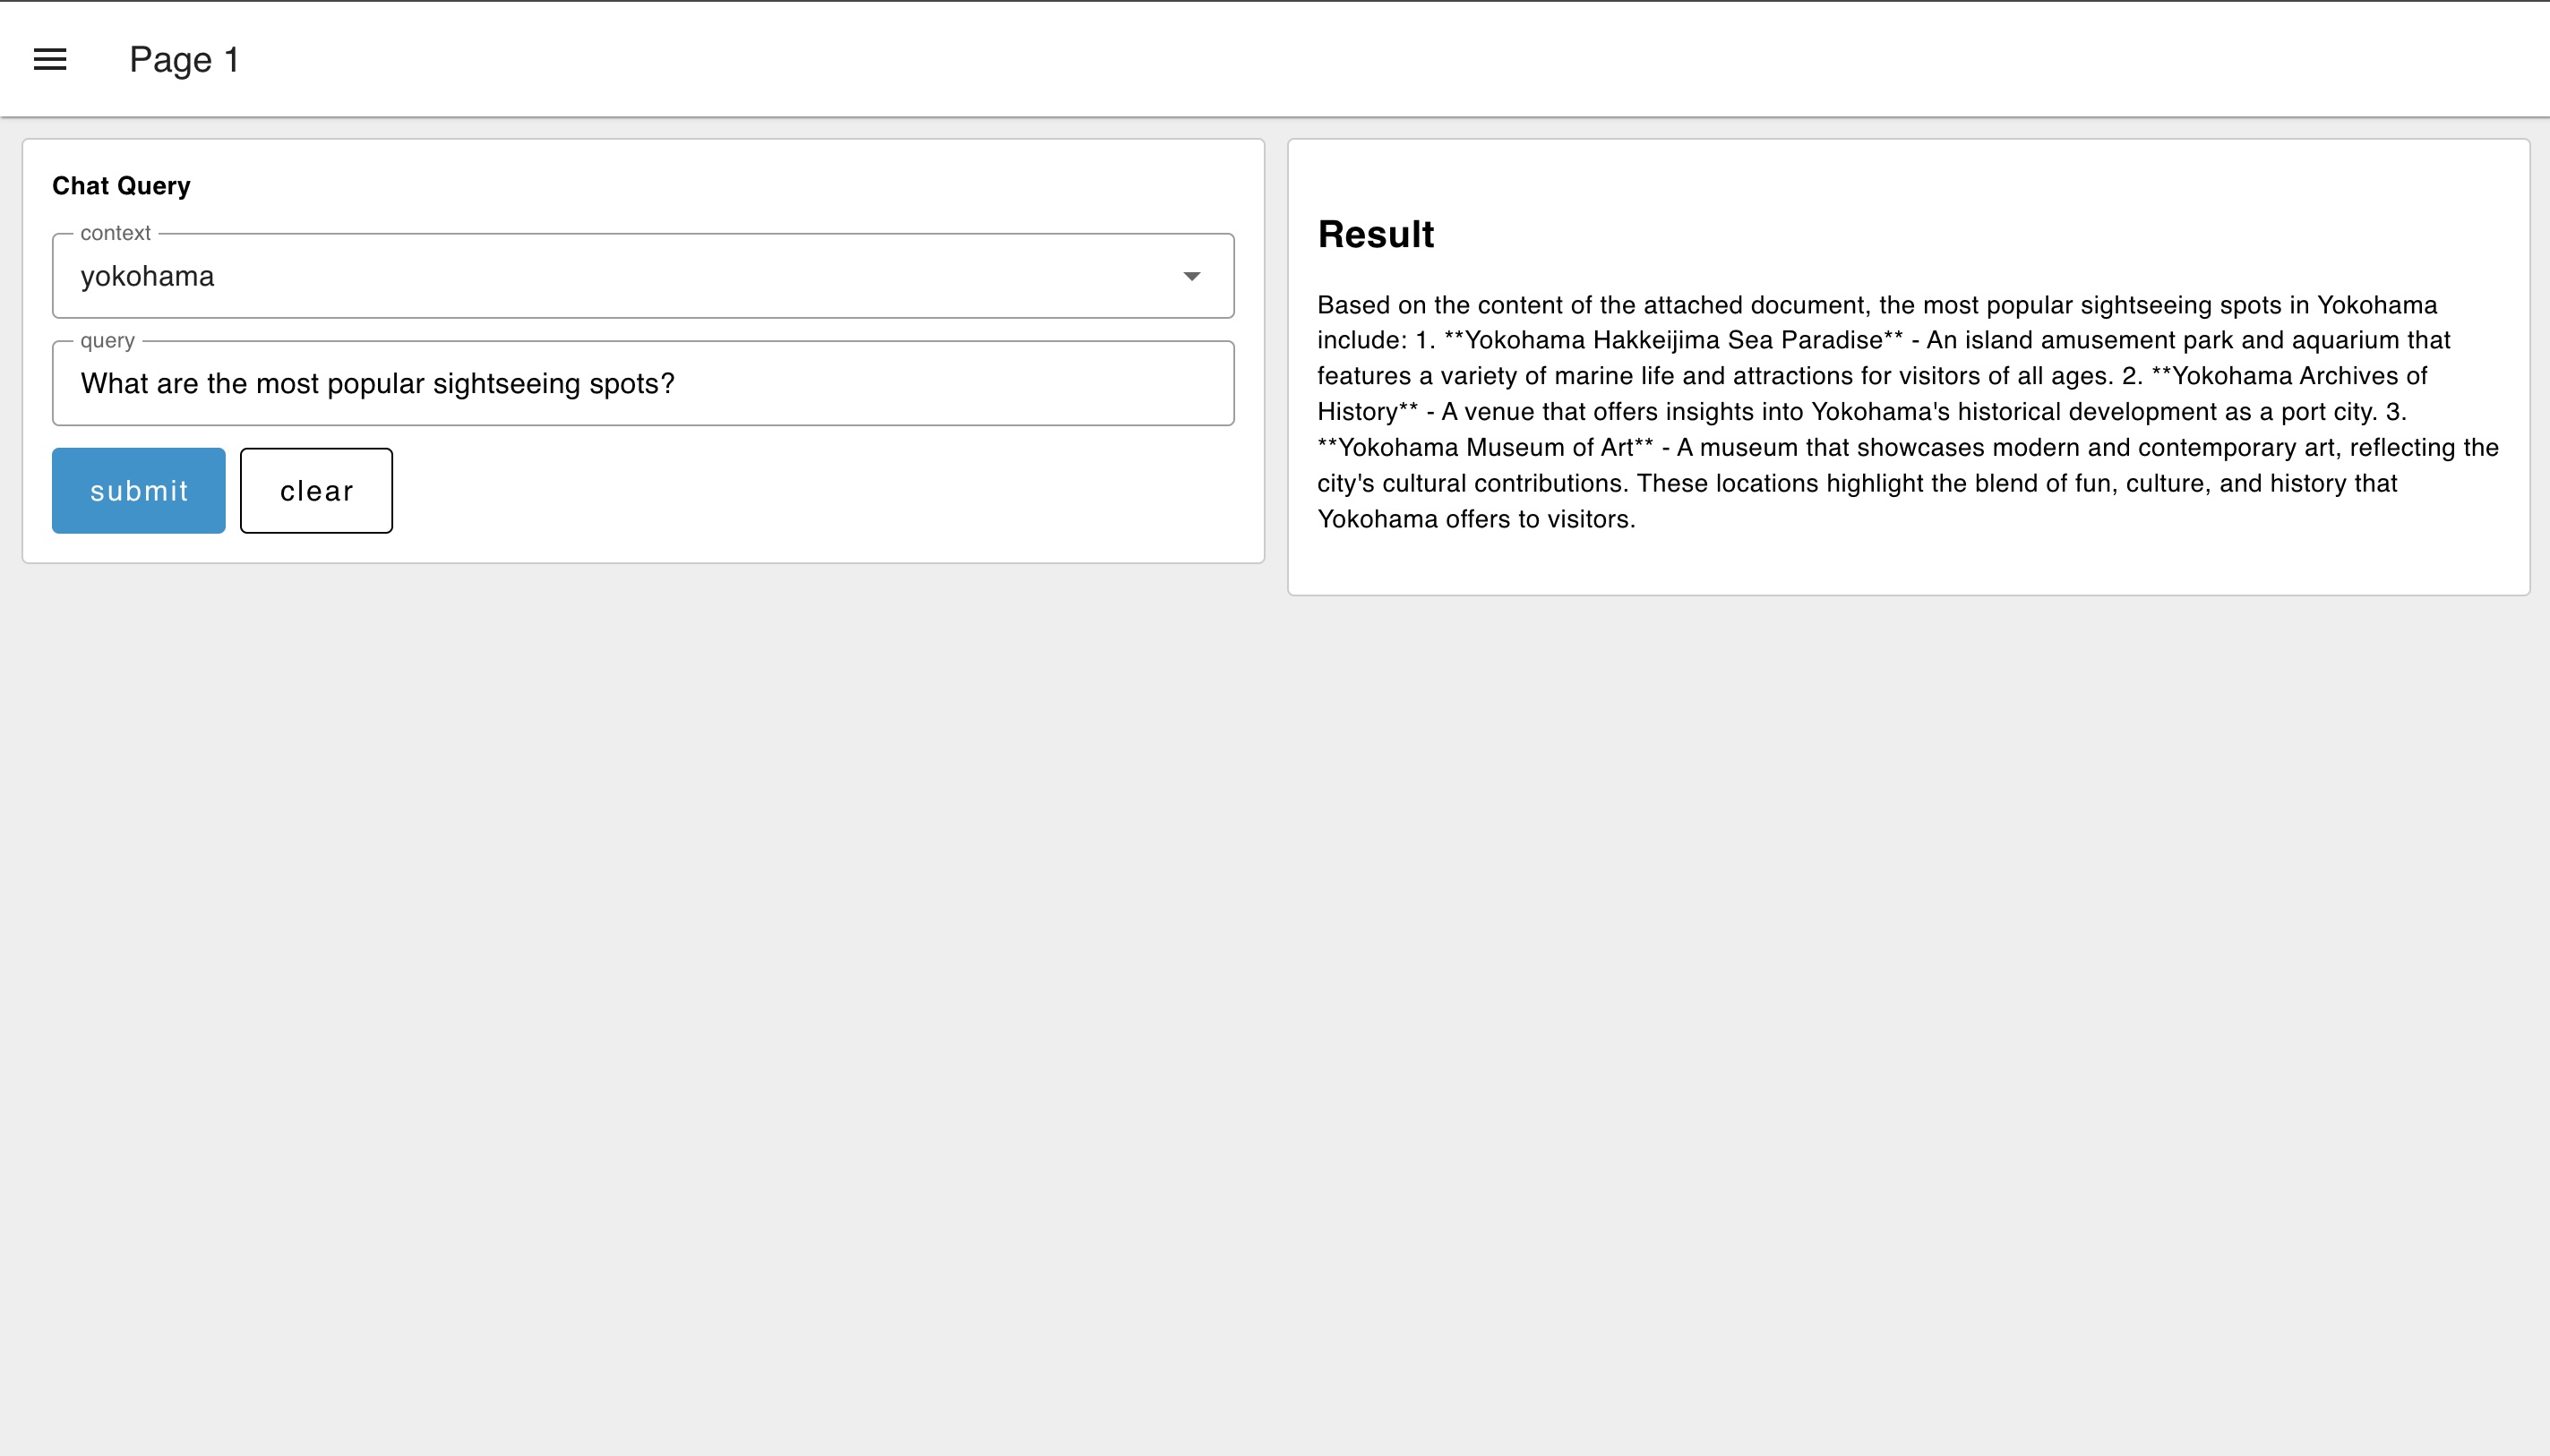 Page 1
Chat Query
context
yokohama
query
What are the most popular sightseeing spots?
submit
clear
Result
Based on the content of the attached document, the most popular sightseeing spots in Yokohama
include: 1. **Yokohama Hakkeijima Sea Paradise** - An island amusement park and aquarium that
features a variety of marine life and attractions for visitors of all ages. 2. **Yokohama Archives of
History** - A venue that offers insights into Yokohama's historical development as a port city. 3.
**Yokohama Museum of Art** - A museum that showcases modern and contemporary art, reflecting the
city's cultural contributions. These locations highlight the blend of fun, culture, and history that
Yokohama offers to visitors.